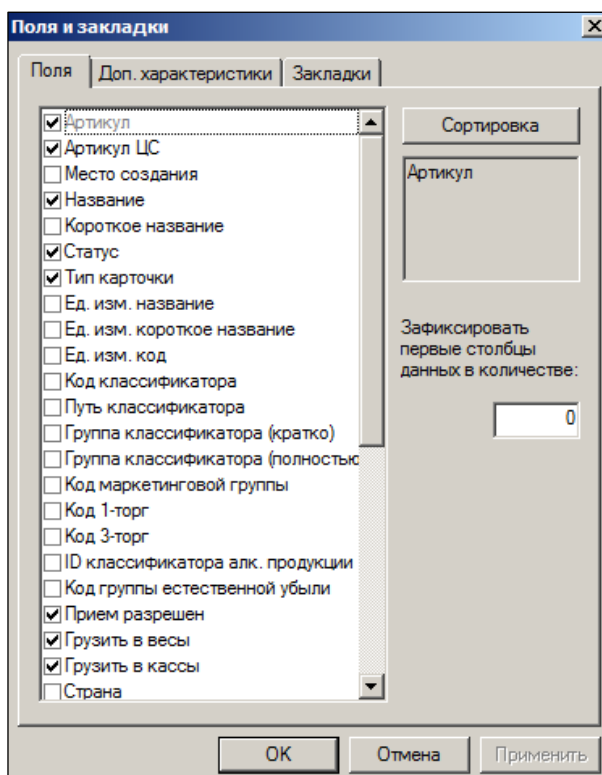 Поля и закладки
Поля
Доп. характеристики
Закладки
Артикул
Артикул ЦС
Место создания
Название
Короткое название
Статус
Тип карточки
Ед. изм. название
Ед. изм. короткое название
Ед. изм. код
Код классификатора
Путь классификатора
Группа классификатора (кратко)
Группа классификатора (полностью
Код маркетинговой группы
Код 1-торг
Код 3-торг
ID классификатора алк. продукции
Код группы естественной убыли
Прием разрешен
Грузить в весы
Грузить в кассы
Страна
Сортировка
Артикул
Зафиксировать
первые столбцы
данных в количестве:
0
OK
Отмена
Применить